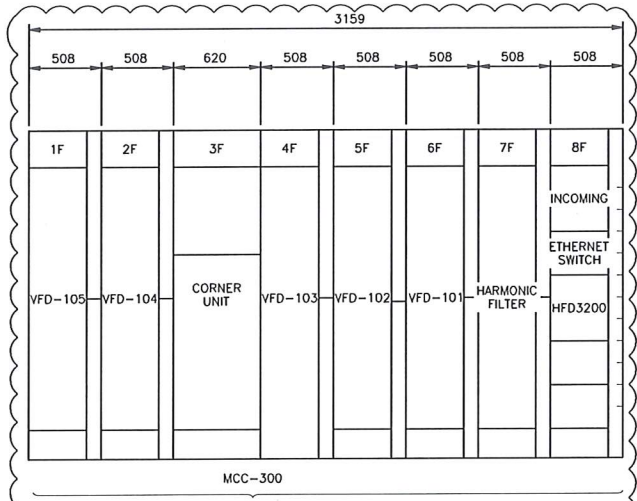 3159
508 508 620 508 508 508 508 508
1F 2F 3F 4F 5F 6F 7F 8F
INCOMING
ETHERNET
SWITCH
VFD-105 VFD-104 CORNER
UNIT
VFD-103 VFD-102 VFD-101 HARMONIC
FILTER
HFD3200
MCC-300